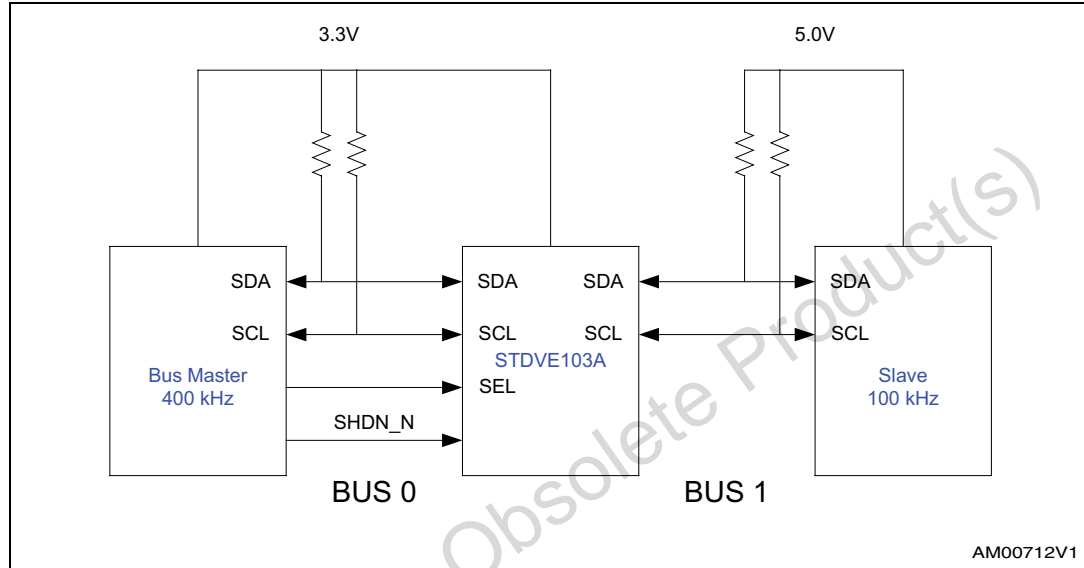 3.3V
5.0V
SDA
SDA
SDA
SDA
SCL
SCL
SCL
SCL
STDVE103A
Bus Master
400 kHz
SEL
Slave
100 kHz
SHDN_N
BUS 0
BUS 1
Obsolete Product(s)
AM00712V1